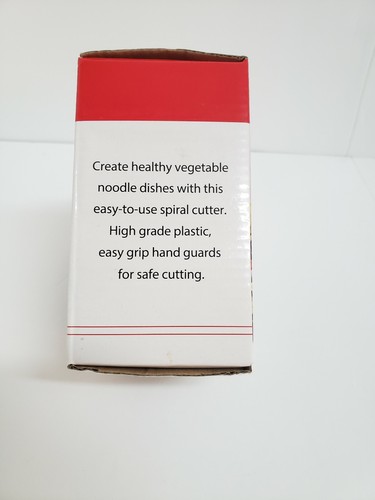 Create healthy vegetable
noodle dishes with this
easy-to-use spiral cutter.
High grade plastic,
easy grip hand guards
for safe cutting.